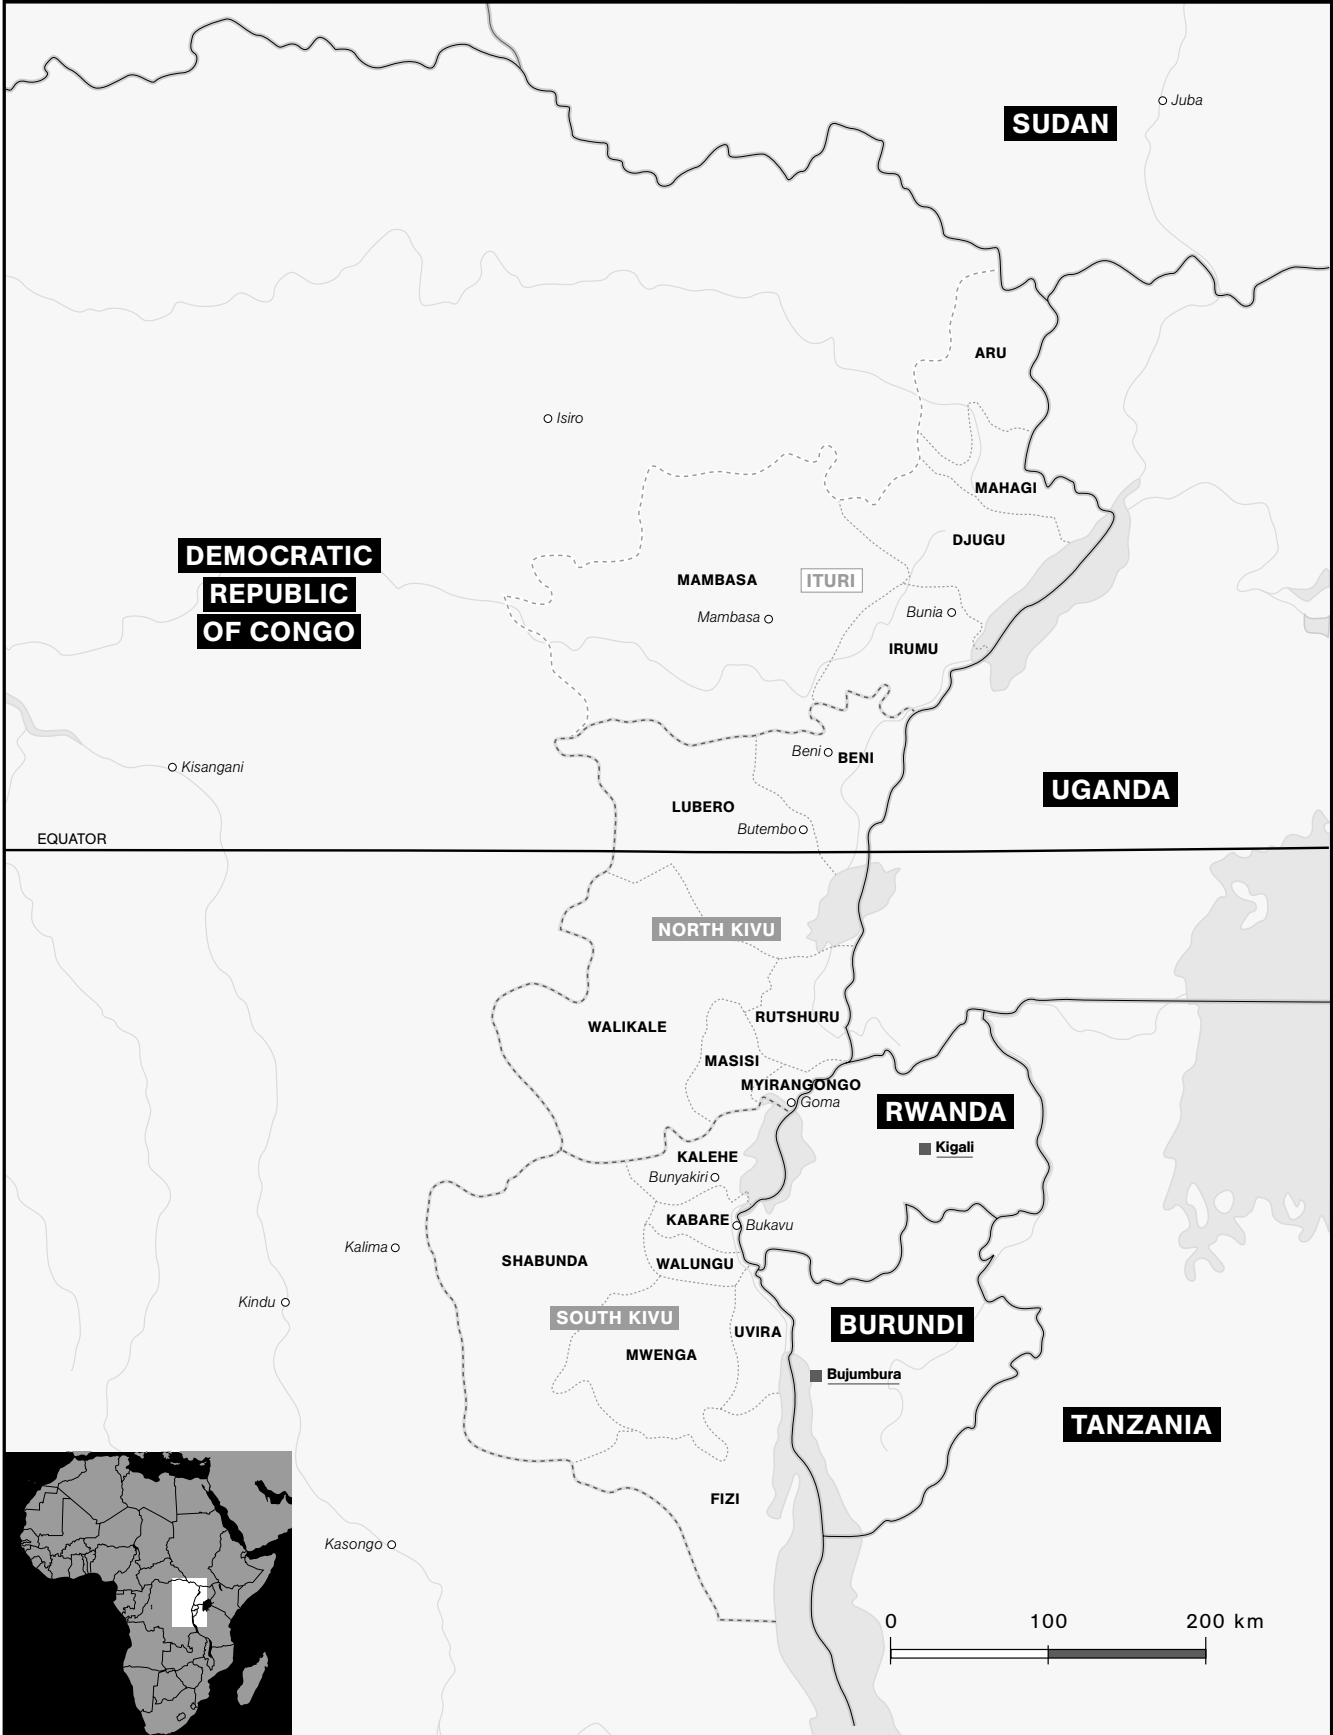 Juba
SUDAN
ARU
Isiro
MAHAGI
DJUGU
DEMOCRATIC
REPUBLIC
OF CONGO
MAMBASA
ITURI
Mambasa
Bunia
IRUMU
Beni
BENI
Kisangani
UGANDA
LUBERO
Butembo
EQUATOR
NORTH KIVU
WALIKALE
RUTSHURU
MASISI
MYIRANGONGO
Goma
RWANDA
Kigali
KALEHE
Bunyakiri
KABARE
Bukavu
Kalima
SHABUNDA
WALUNGU
Kindu
SOUTH KIVU
UVIRA
BURUNDI
MWENGA
Bujumbura
TANZANIA
FIZI
Kasongo
0 100 200 km